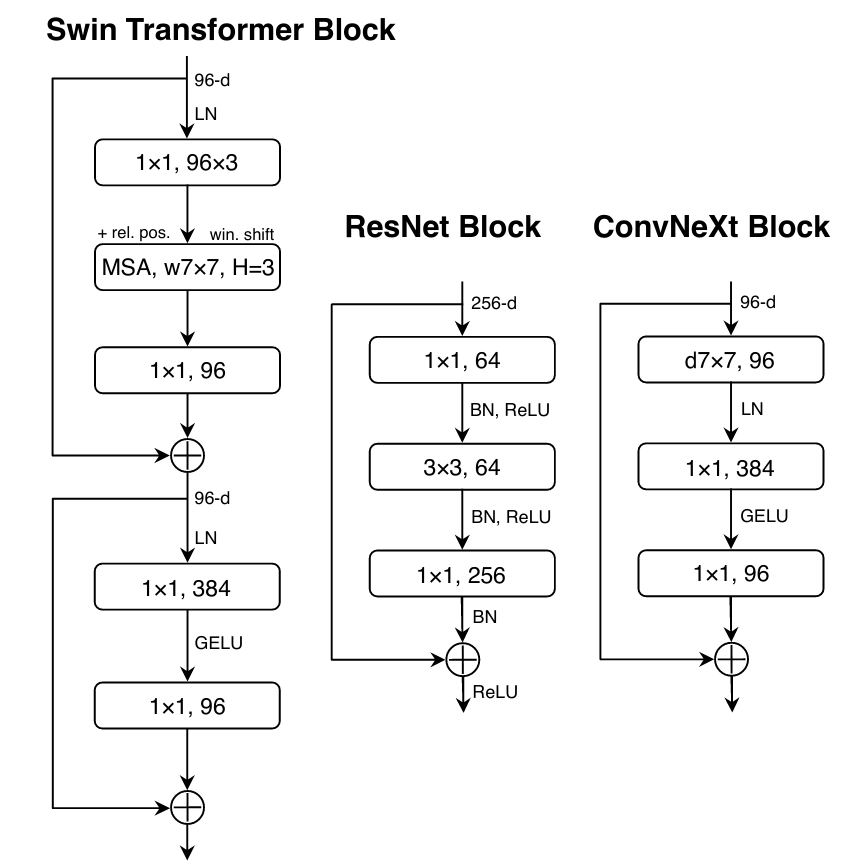 Swin Transformer Block
96-d
LN
1×1, 96×3
+ rel. pos.
win. shift
MSA, w7×7, H=3
1×1, 96
96-d
LN
1×1, 384
GELU
1×1, 96
ResNet Block
256-d
1×1, 64
BN, ReLU
3×3, 64
BN, ReLU
1×1, 256
BN
ReLU
ConvNeXt Block
96-d
d7×7, 96
LN
1×1, 384
GELU
1×1, 96